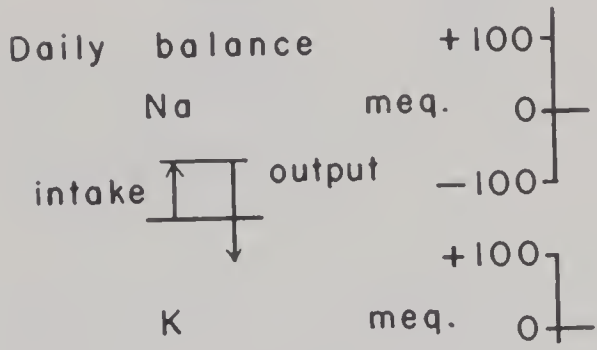 Daily balance +100
Na meq. 0
intake output -100
+100
K meq. 0